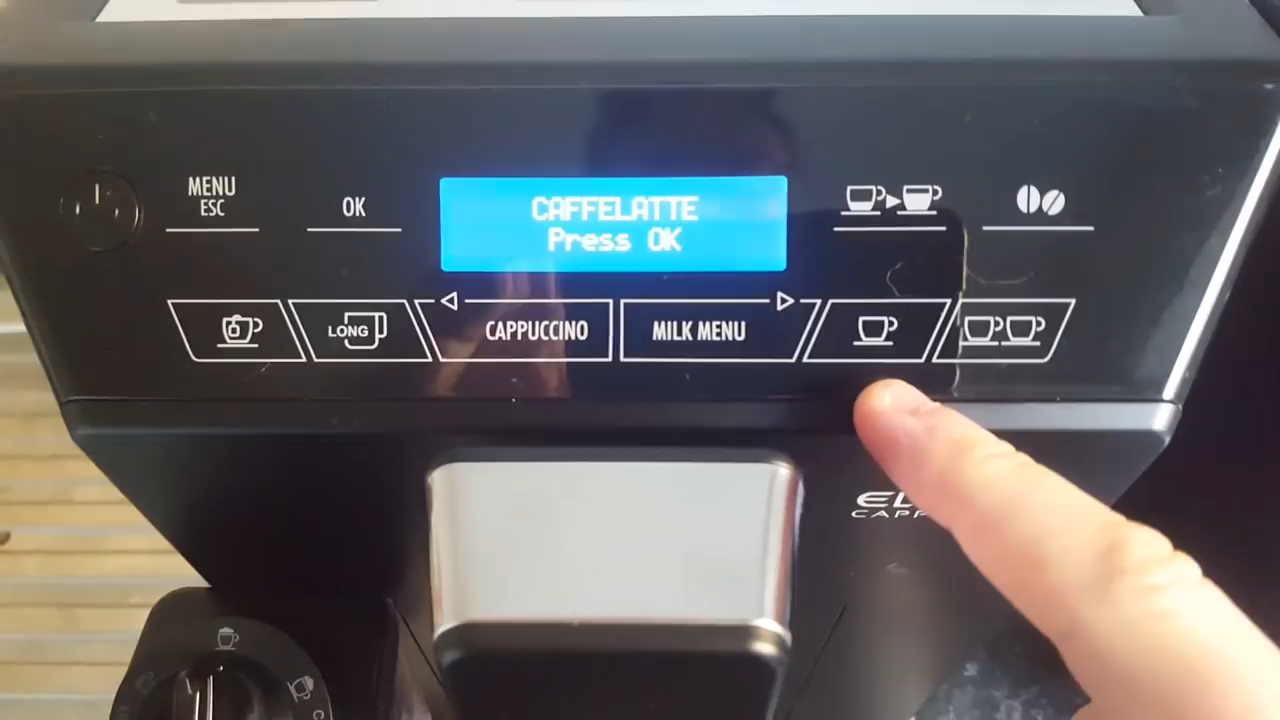 MENU
ESC
OK
CAFFELATTE
Press OK
LONG
CAPPUCCINO
MILK MENU